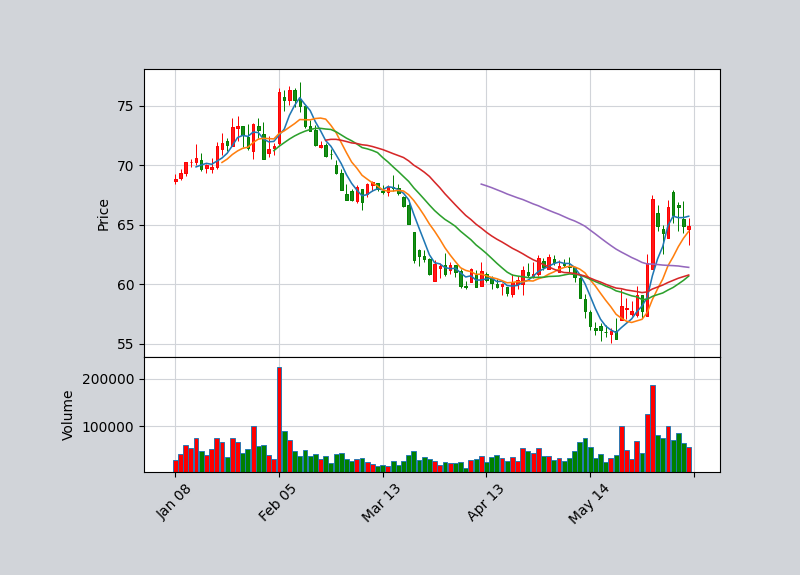 75
70
65
60
55
Price
200000
100000
Volume
Jan 08
Feb 05
Mar 13
Apr 13
May 14